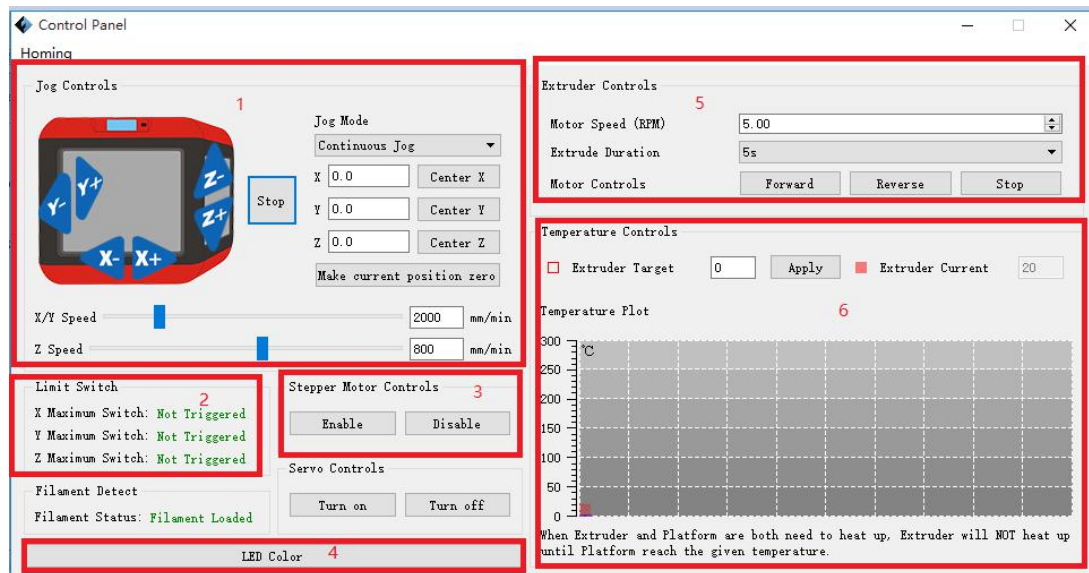 Control Panel
Homing
Jog Controls
1
Y-
Y+
Z-
Z+
X-
X+
Stop
Jog Mode
Continuous Jog
X 0.0 Center X
Y 0.0 Center Y
Z 0.0 Center Z
Make current position zero
X/Y Speed 2000 mm/min
Z Speed 800 mm/min
Limit Switch
2
X Maximum Switch: Not Triggered
Y Maximum Switch: Not Triggered
Z Maximum Switch: Not Triggered
Stepper Motor Controls
3
Enable Disable
Filament Detect
Filament Status: Filament Loaded
Servo Controls
Turn on Turn off
LED Color 4
Extruder Controls
5
Motor Speed (RPM) 5.00
Extrude Duration 5s
Motor Controls Forward Reverse Stop
Temperature Controls
Extruder Target 0 Apply Extruder Current 20
6
Temperature Plot
300
°C
250
200
150
100
50
0
When Extruder and Platform are both need to heat up, Extruder will NOT heat up
until Platform reach the given temperature.